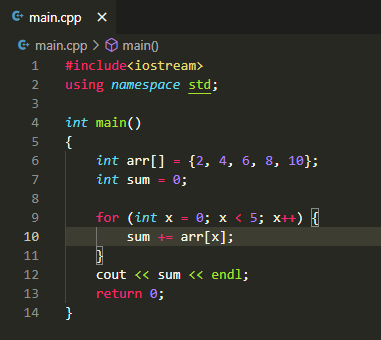 main.cpp ×
main.cpp > main()
1 #include<iostream>
2 using namespace std;
3
4 int main()
5 {
6     int arr[] = {2, 4, 6, 8, 10};
7     int sum = 0;
8
9     for (int x = 0; x < 5; x++) {
10         sum += arr[x];
11     }
12     cout << sum << endl;
13     return 0;
14 }